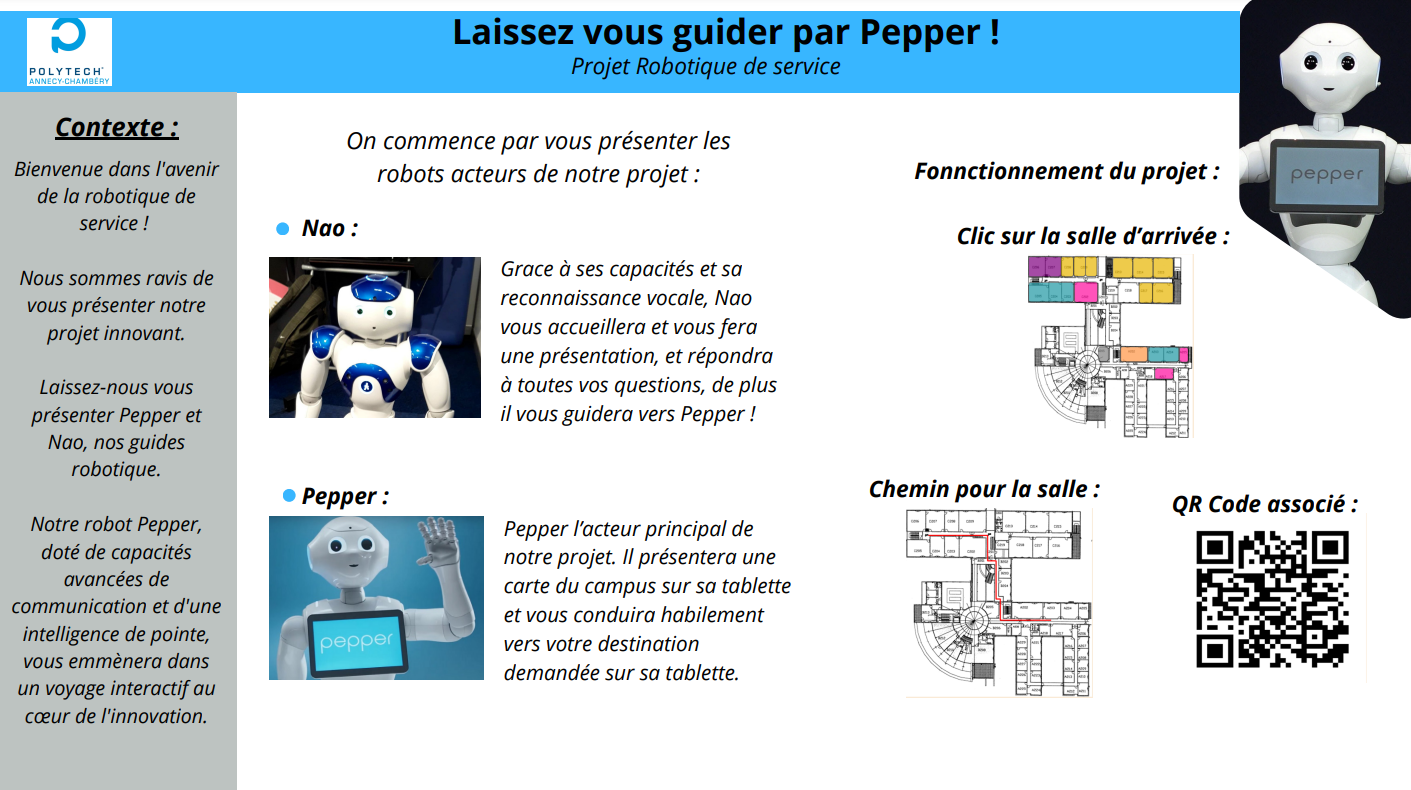 POLYTECH
ANNECY-CHAMBÉRY
Laissez vous guider par Pepper !
Projet Robotique de service
pepper
Contexte :
Bienvenue dans l'avenir
de la robotique de
service !
Nous sommes ravis de
vous présenter notre
projet innovant.
Laissez-nous vous
présenter Pepper et
Nao, nos guides
robotique.
Notre robot Pepper,
doté de capacités
avancées de
communication et d'une
intelligence de pointe,
vous emmènera dans
un voyage interactif au
cœur de l'innovation.
On commence par vous présenter les
robots acteurs de notre projet :
Nao :
Grace à ses capacités et sa
reconnaissance vocale, Nao
vous accueillera et vous fera
une présentation, et répondra
à toutes vos questions, de plus
il vous guidera vers Pepper !
Pepper :
pepper
Pepper l’acteur principal de
notre projet. Il présentera une
carte du campus sur sa tablette
et vous conduira habilement
vers votre destination
demandée sur sa tablette.
Fonnctionnement du projet :
Clic sur la salle d’arrivée :
Chemin pour la salle :
QR Code associé :